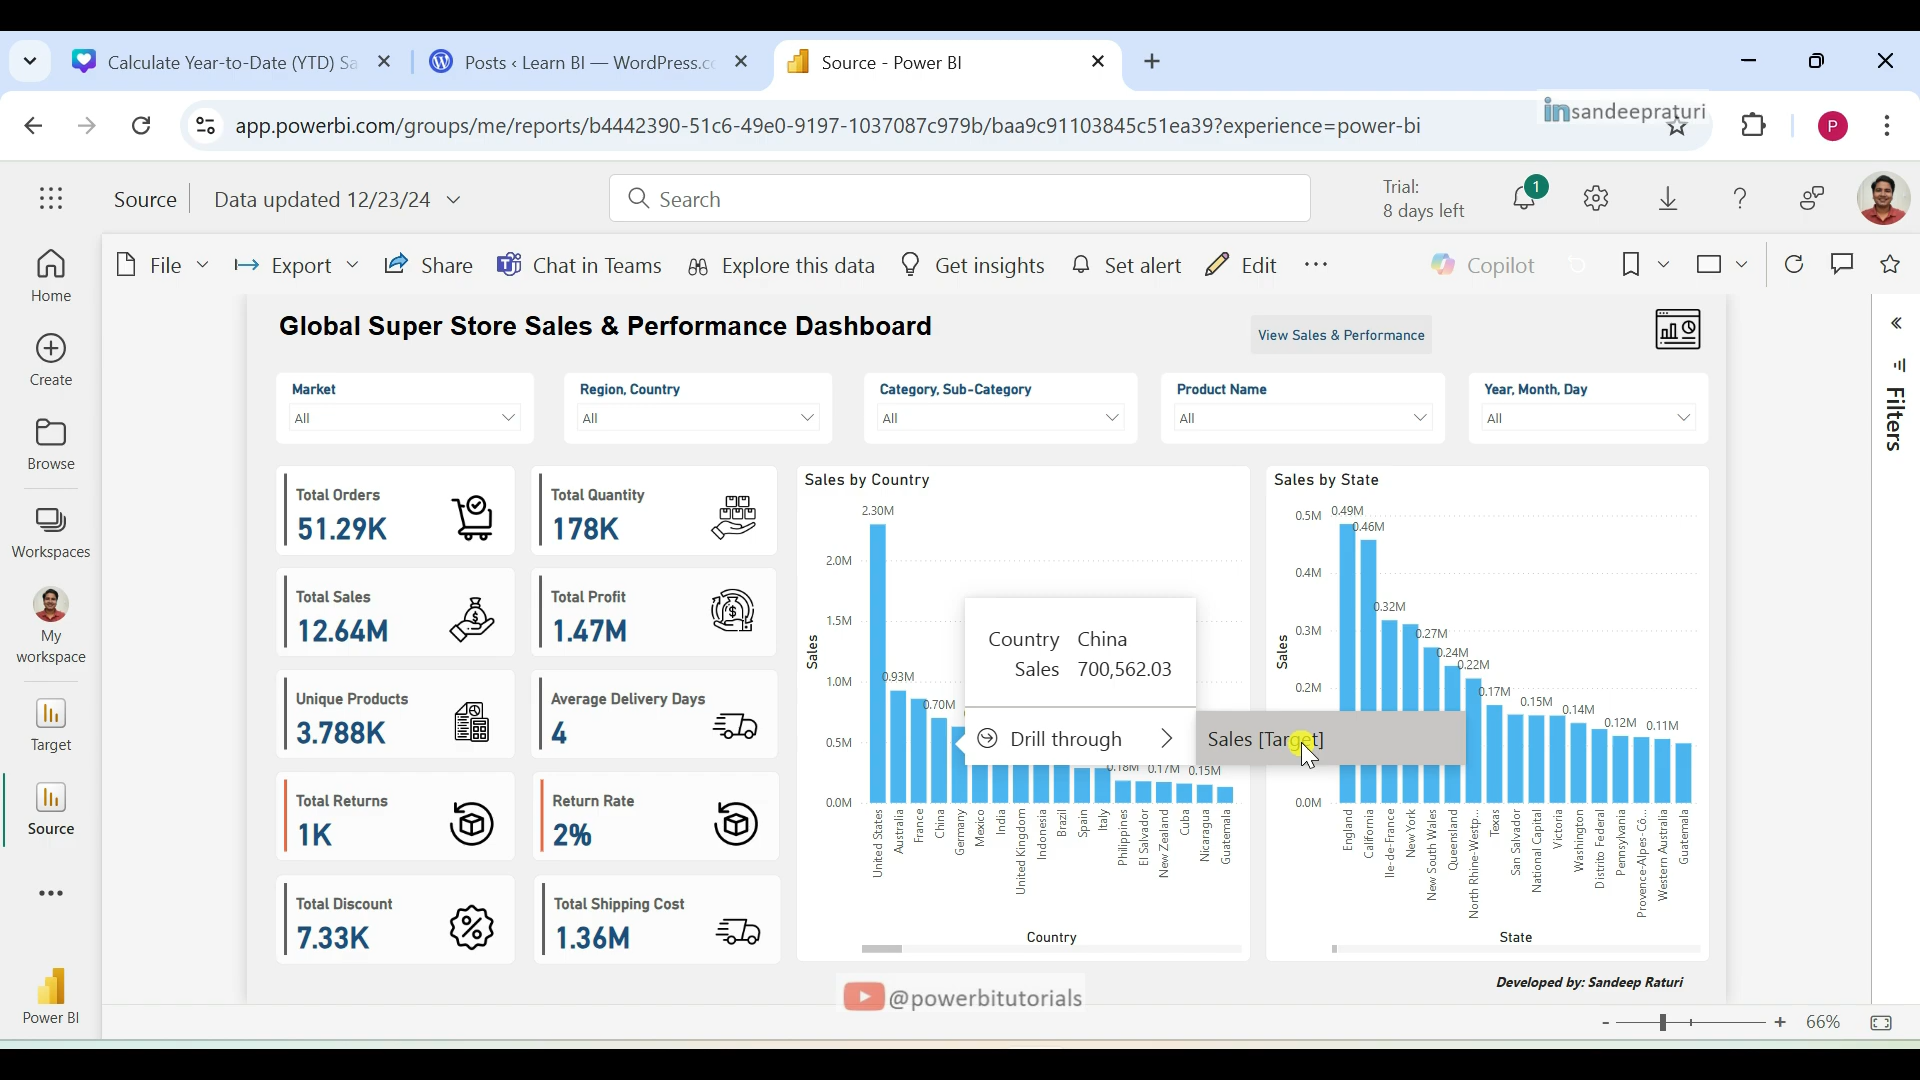 Calculate Year-to-Date (YTD) Sa
Posts ‹ Learn BI — WordPress.c
Source - Power BI
app.powerbi.com/groups/me/reports/b4442390-51c6-49e0-9197-1037087c979b/baa9c91103845c51ea39?experience=power-bi
insandeepraturi
P
Source
Data updated 12/23/24
Search
Trial:
8 days left
1
File
Export
Share
Chat in Teams
Explore this data
Get insights
Set alert
Edit
Copilot
Home
Create
Browse
Workspaces
My
workspace
Target
Source
Power BI
Global Super Store Sales & Performance Dashboard
View Sales & Performance
Filters
Market
All
Region, Country
All
Category, Sub-Category
All
Product Name
All
Year, Month, Day
All
Total Orders
51.29K
Total Quantity
178K
Total Sales
12.64M
Total Profit
1.47M
Unique Products
3.788K
Average Delivery Days
4
Total Returns
1K
Return Rate
2%
Total Discount
7.33K
Total Shipping Cost
1.36M
Sales by Country
2.30M
2.0M
1.5M
1.0M
0.5M
0.0M
Sales
0.93M
0.70M
0.18M
0.17M
0.15M
United States
Australia
France
China
Germany
Mexico
India
United Kingdom
Indonesia
Brazil
Spain
Italy
Philippines
El Salvador
New Zealand
Cuba
Nicaragua
Guatemala
Country
Country China
Sales 700,562.03
Drill through
Sales [Target]
Sales by State
0.5M
0.4M
0.3M
0.2M
0.0M
Sales
0.49M
0.46M
0.32M
0.27M
0.24M
0.22M
0.17M
0.15M
0.14M
0.12M
0.11M
England
California
Ile-de-France
New York
New South Wales
Queensland
North Rhine-Westp...
Texas
San Salvador
National Capital
Victoria
Washington
Distrito Federal
Pennsylvania
Provence-Alpes-Cô...
Western Australia
Guatemala
State
Developed by: Sandeep Raturi
@powerbitutorials
- + 66%